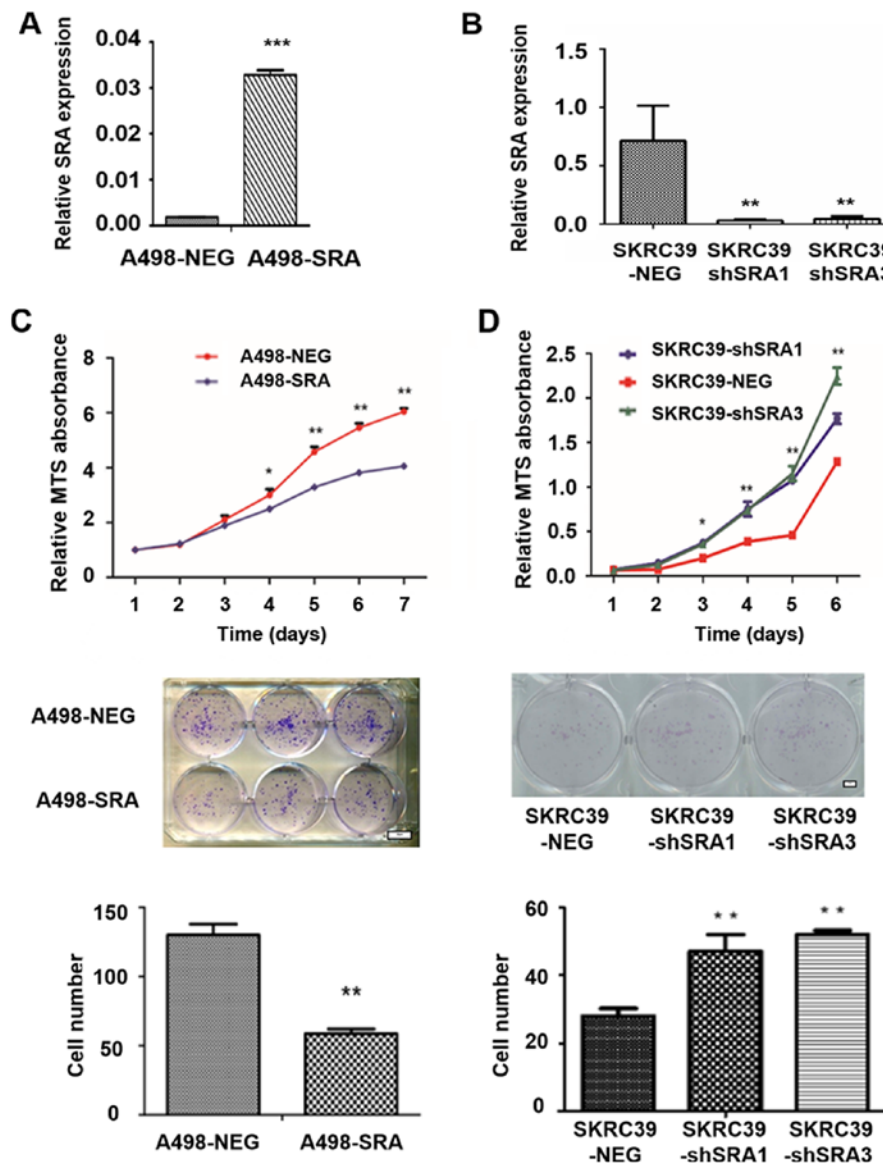 A
Relative SRA expression
0.04
0.03
0.02
0.01
0.00
***
A498-NEG
A498-SRA
B
Relative SRA expression
1.5
1.0
0.5
0.0
**
**
SKRC39
-NEG
SKRC39
shSRA1
SKRC39
shSRA3
C
Relative MTS absorbance
8
6
4
2
0
A498-NEG
A498-SRA
*
**
**
**
1 2 3 4 5 6 7
Time (days)
D
Relative MTS absorbance
2.5
2.0
1.5
1.0
0.5
0.0
SKRC39-shSRA1
SKRC39-NEG
SKRC39-shSRA3
*
**
**
**
1 2 3 4 5 6
Time (days)
A498-NEG
A498-SRA
SKRC39
-NEG
SKRC39
-shSRA1
SKRC39
-shSRA3
Cell number
150
100
50
0
**
A498-NEG
A498-SRA
Cell number
60
40
20
0
* *
* *
SKRC39
-NEG
SKRC39
-shSRA1
SKRC39
-shSRA3